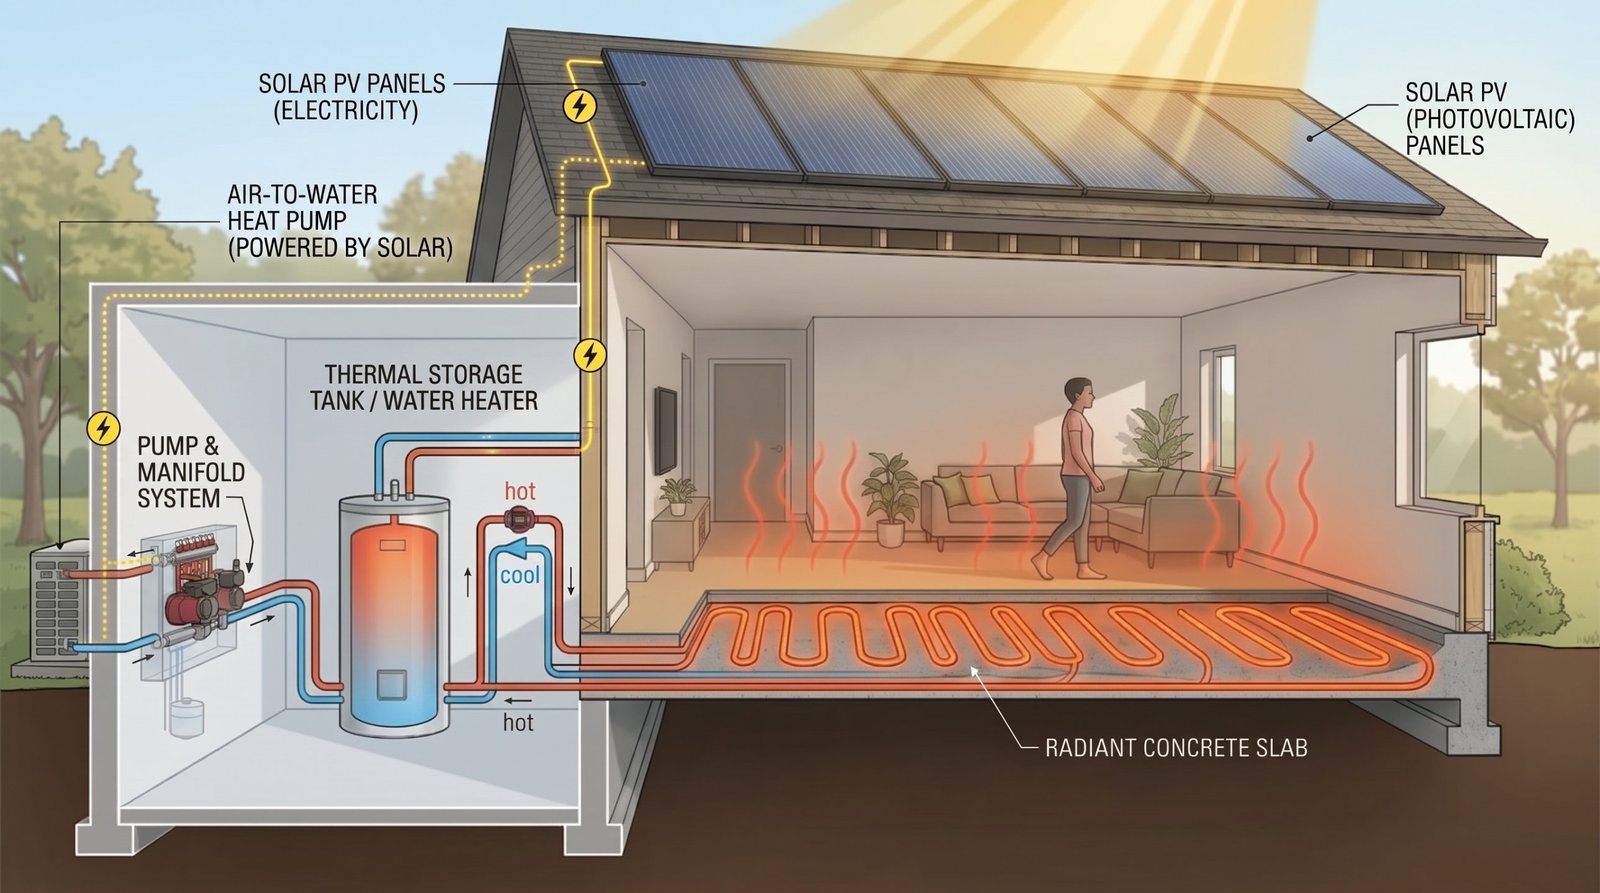 SOLAR PV PANELS
(ELECTRICITY)
SOLAR PV
(PHOTOVOLTAIC)
PANELS
AIR-TO-WATER
HEAT PUMP
(POWERED BY SOLAR)
THERMAL STORAGE
TANK / WATER HEATER
PUMP &
MANIFOLD
SYSTEM
hot
cool
hot
RADIANT CONCRETE SLAB